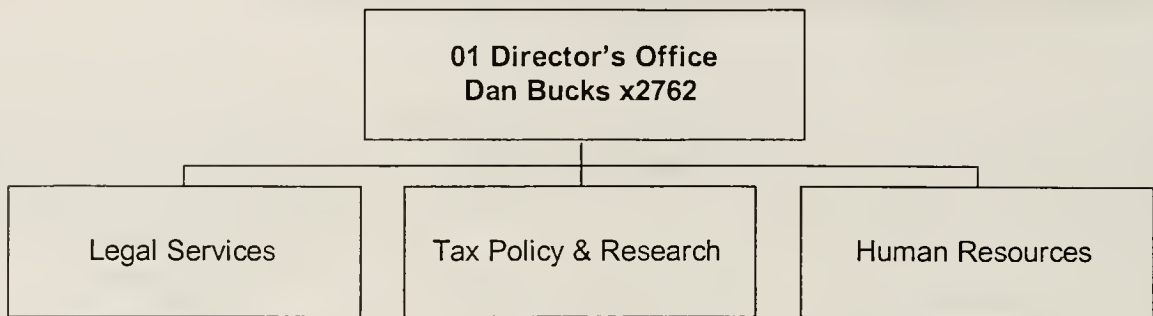 01 Director's Office
Dan Bucks x2762
Legal Services
Tax Policy & Research
Human Resources